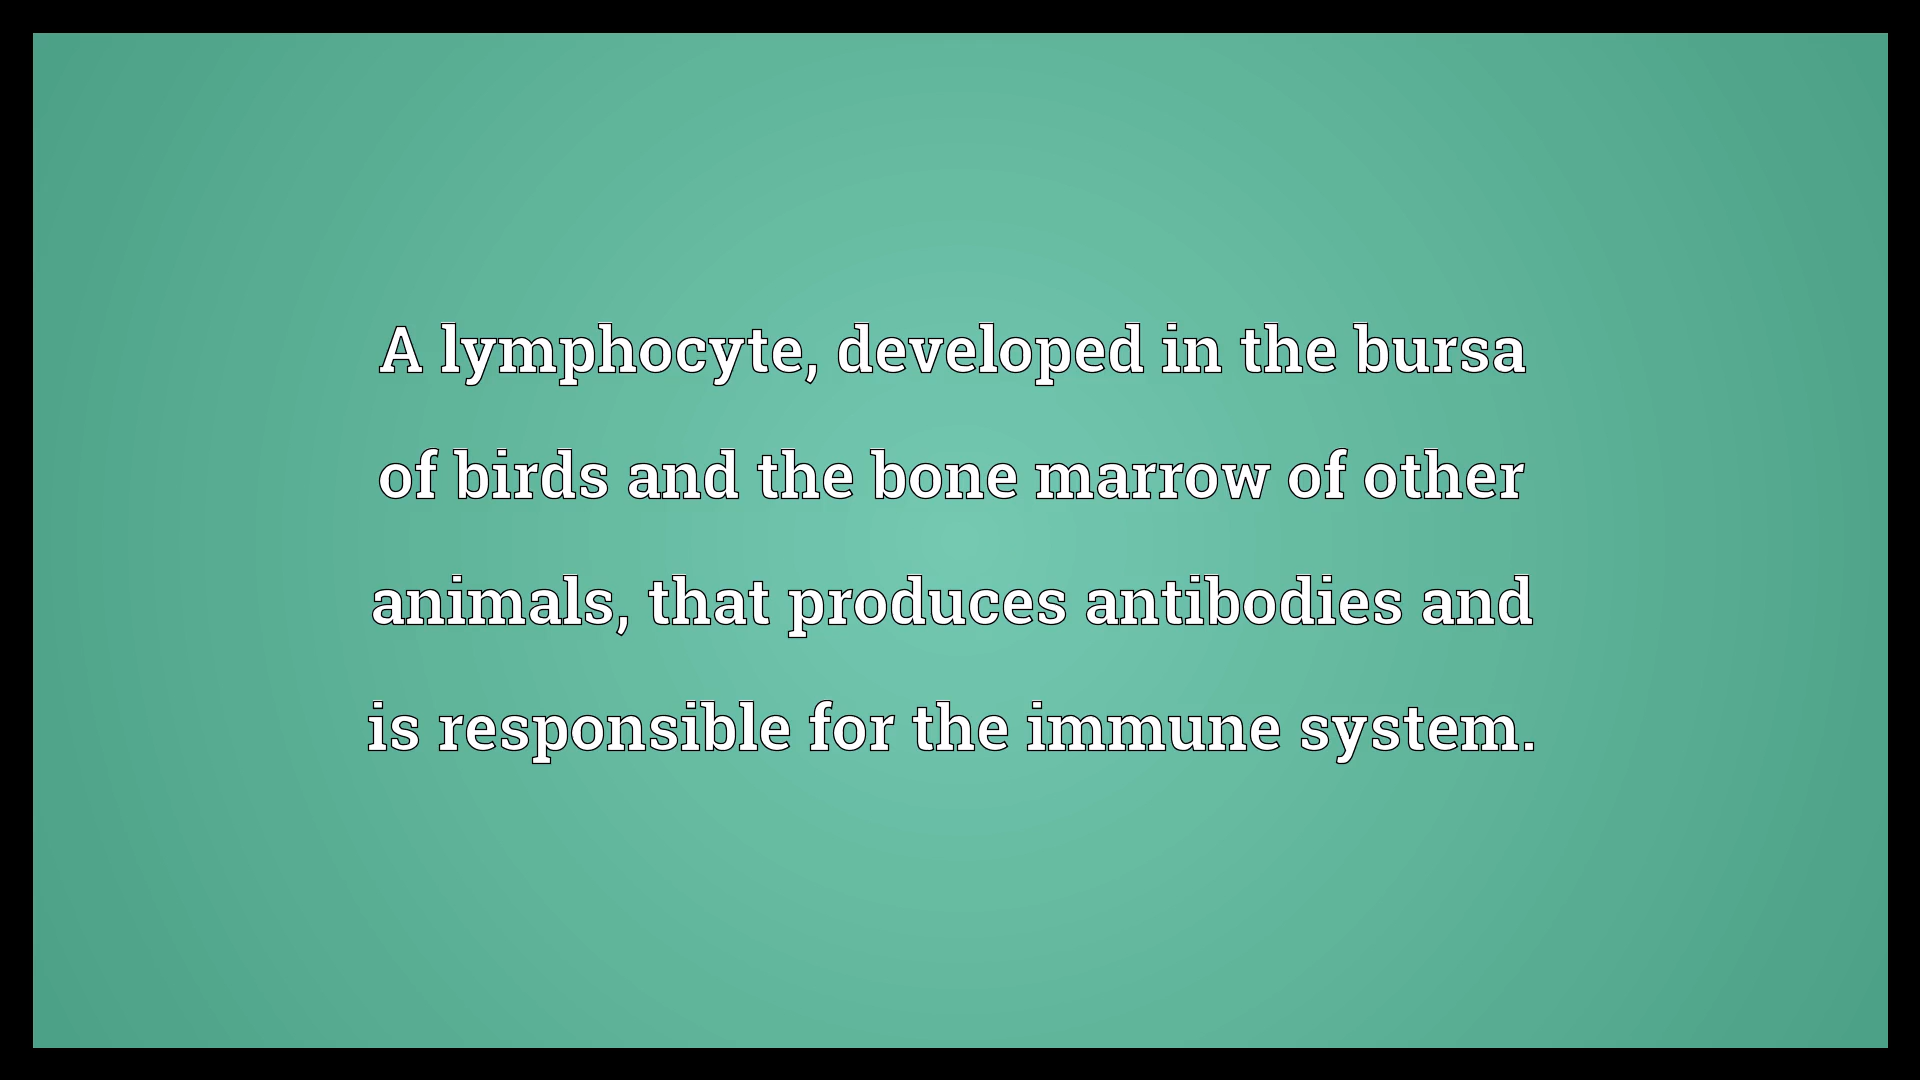 A lymphocyte, developed in the bursa
of birds and the bone marrow of other
animals, that produces antibodies and
is responsible for the immune system.